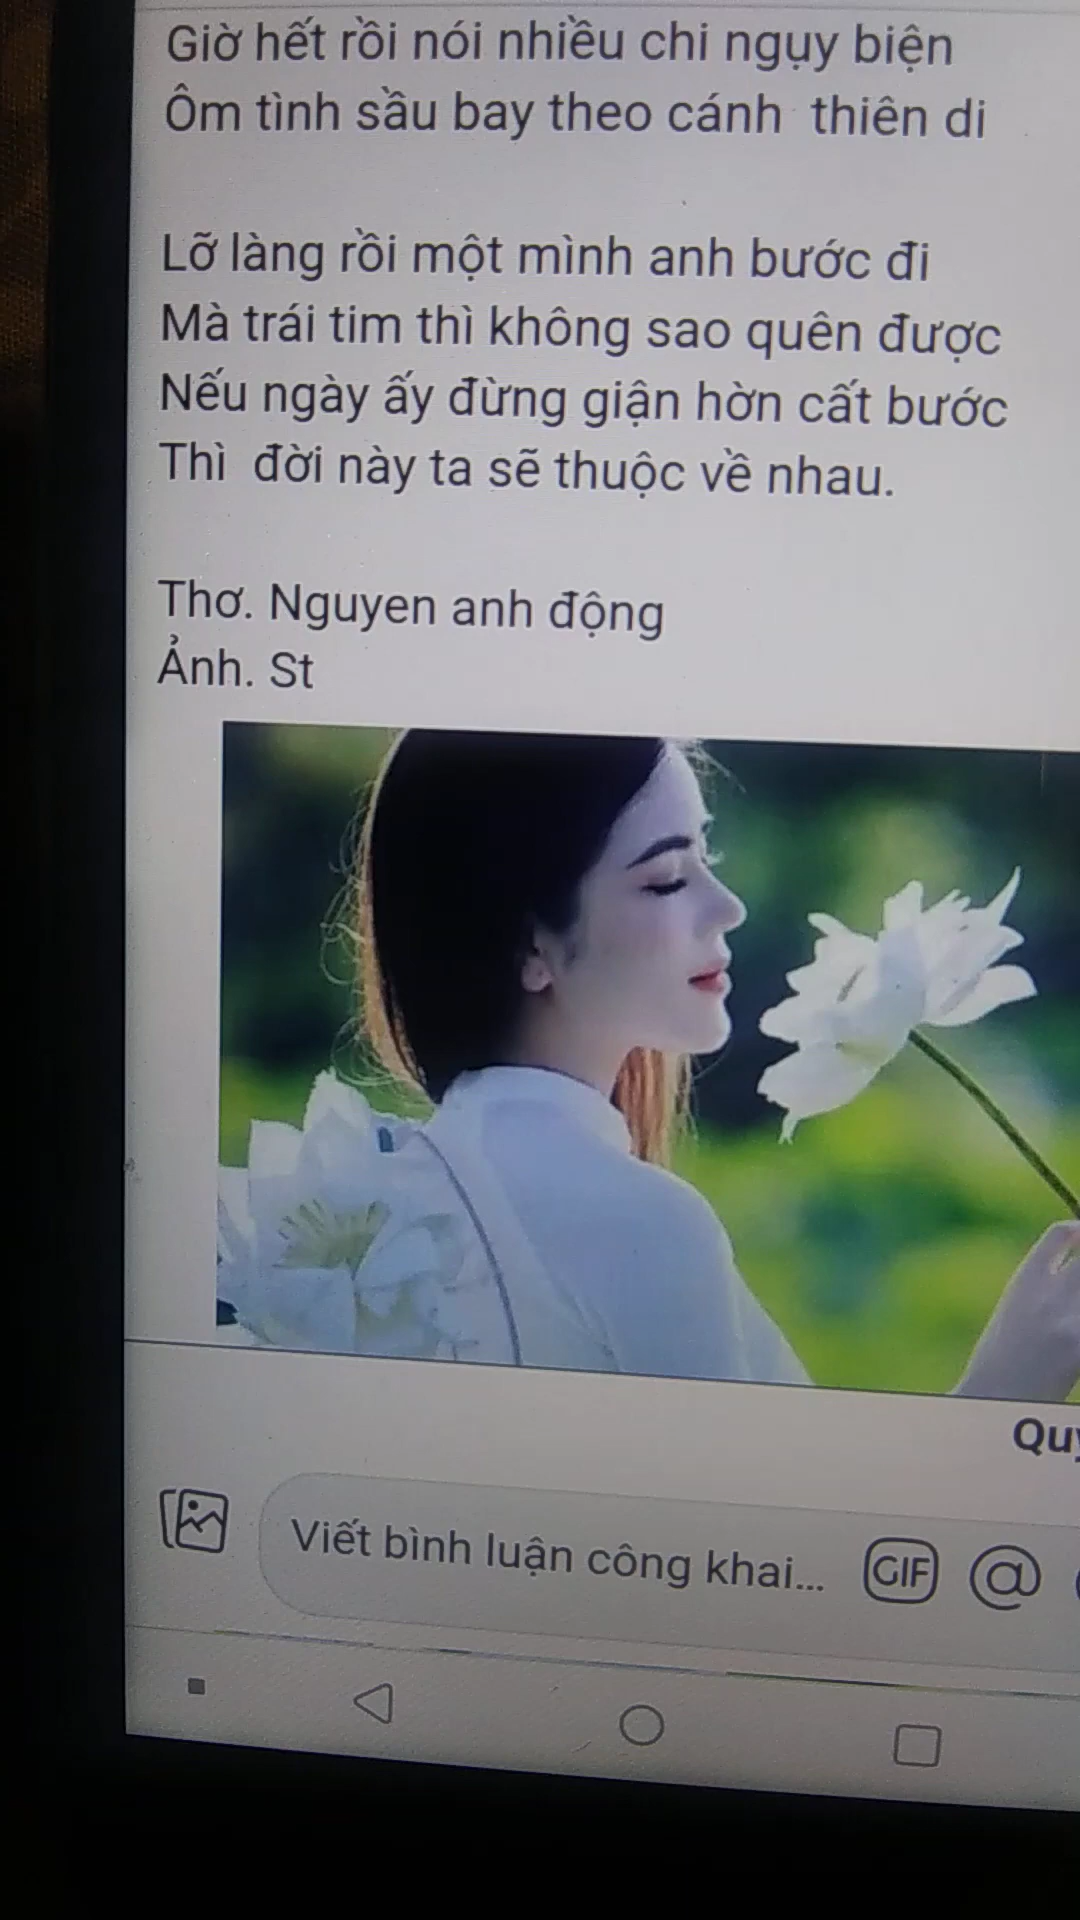 Giờ hết rồi nói nhiều chi ngụy biện
Ôm tình sầu bay theo cánh thiên di
Lỡ làng rồi một mình anh bước đi
Mà trái tim thì không sao quên được
Nếu ngày ấy đừng giận hờn cất bước
Thì đời này ta sẽ thuộc về nhau.
Thơ. Nguyen anh động
Ảnh. St
Viết bình luận công khai...
GIF
@